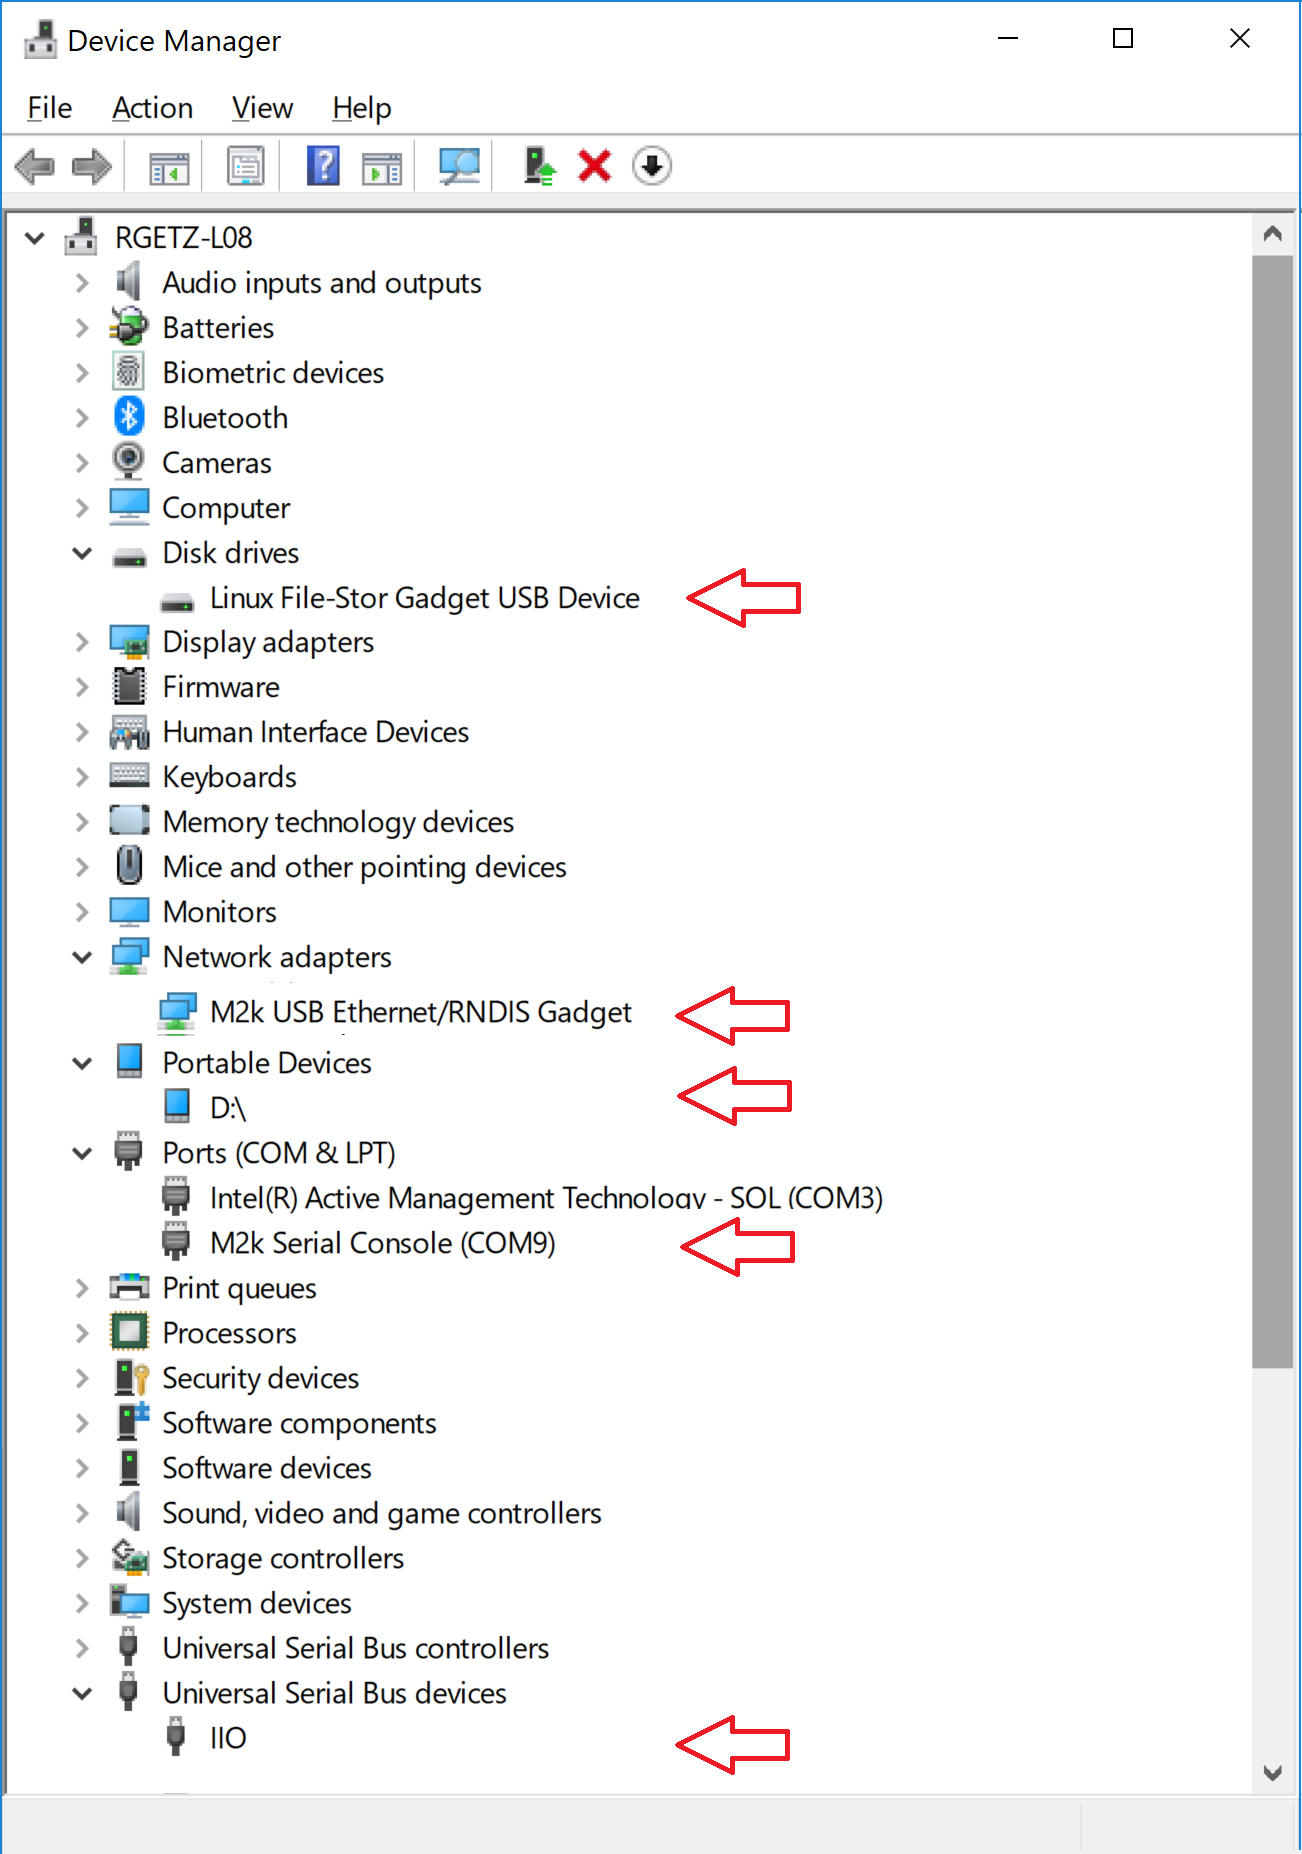 Device Manager
File Action View Help
RGETZ-L08
Audio inputs and outputs
Batteries
Biometric devices
Bluetooth
Cameras
Computer
Disk drives
Linux File-Stor Gadget USB Device
Display adapters
Firmware
Human Interface Devices
Keyboards
Memory technology devices
Mice and other pointing devices
Monitors
Network adapters
M2k USB Ethernet/RNDIS Gadget
Portable Devices
D:\
Ports (COM & LPT)
Intel(R) Active Management Technology - SOL (COM3)
M2k Serial Console (COM9)
Print queues
Processors
Security devices
Software components
Software devices
Sound, video and game controllers
Storage controllers
System devices
Universal Serial Bus controllers
Universal Serial Bus devices
IIO